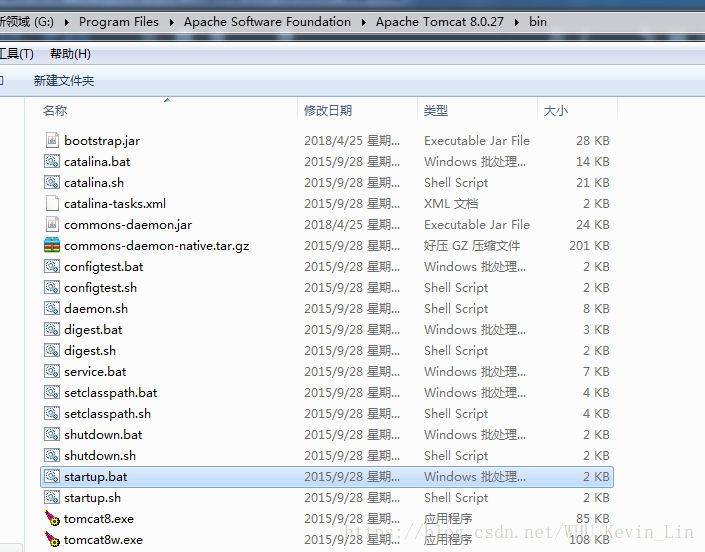 新领域 (G:) ▸ Program Files ▸ Apache Software Foundation ▸ Apache Tomcat 8.0.27 ▸ bin
工具(T) 帮助(H)
新建文件夹
名称 修改日期 类型 大小
bootstrap.jar 2018/4/25 星期... Executable Jar File 28 KB
catalina.bat 2015/9/28 星期... Windows 批处理... 14 KB
catalina.sh 2015/9/28 星期... Shell Script 21 KB
catalina-tasks.xml 2015/9/28 星期... XML 文档 2 KB
commons-daemon.jar 2018/4/25 星期... Executable Jar File 24 KB
commons-daemon-native.tar.gz 2015/9/28 星期... 好压 GZ 压缩文件 201 KB
configtest.bat 2015/9/28 星期... Windows 批处理... 2 KB
configtest.sh 2015/9/28 星期... Shell Script 2 KB
daemon.sh 2015/9/28 星期... Shell Script 8 KB
digest.bat 2015/9/28 星期... Windows 批处理... 3 KB
digest.sh 2015/9/28 星期... Shell Script 2 KB
service.bat 2015/9/28 星期... Windows 批处理... 7 KB
setclasspath.bat 2015/9/28 星期... Windows 批处理... 4 KB
setclasspath.sh 2015/9/28 星期... Shell Script 4 KB
shutdown.bat 2015/9/28 星期... Windows 批处理... 2 KB
shutdown.sh 2015/9/28 星期... Shell Script 2 KB
startup.bat 2015/9/28 星期... Windows 批处理... 2 KB
startup.sh 2015/9/28 星期... Shell Script 2 KB
tomcat8.exe 2015/9/28 星期... 应用程序 85 KB
tomcat8w.exe 2015/9/28 星期... 应用程序 108 KB
https://blog.csdn.net/WHU_Kevin_Lin